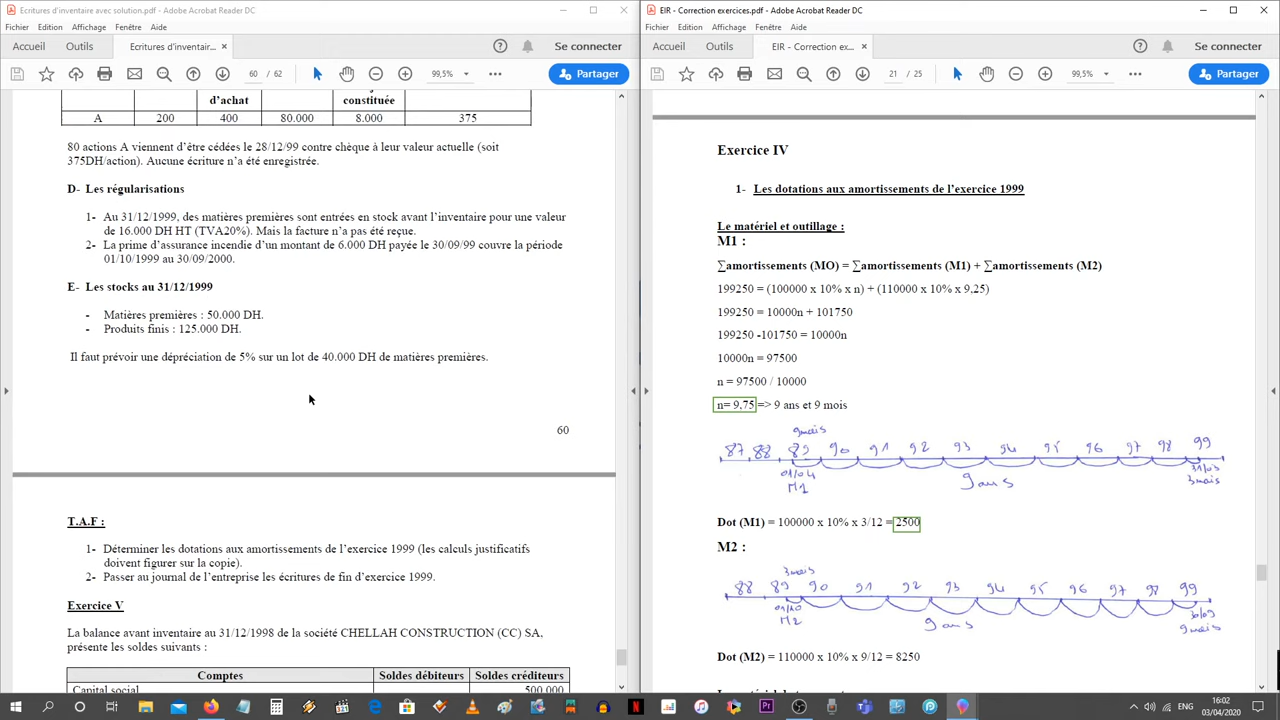 Ecritures d'inventaire avec solution.pdf - Adobe Acrobat Reader DC
Fichier Edition Affichage Fenêtre Aide
Accueil Outils Ecritures d'inventair... × Se connecter
60 / 62 99,5% Partager
d'achat constituée
A 200 400 80.000 8.000 375
80 actions A viennent d'être cédées le 28/12/99 contre chèque à leur valeur actuelle (soit
375DH/action). Aucune écriture n'a été enregistrée.
D- Les régularisations
1- Au 31/12/1999, des matières premières sont entrées en stock avant l'inventaire pour une valeur
de 16.000 DH HT (TVA20%). Mais la facture n'a pas été reçue.
2- La prime d'assurance incendie d'un montant de 6.000 DH payée le 30/09/99 couvre la période
01/10/1999 au 30/09/2000.
E- Les stocks au 31/12/1999
- Matières premières : 50.000 DH.
- Produits finis : 125.000 DH.
Il faut prévoir une dépréciation de 5% sur un lot de 40.000 DH de matières premières.
60
T.A.F :
1- Déterminer les dotations aux amortissements de l'exercice 1999 (les calculs justificatifs
doivent figurer sur la copie).
2- Passer au journal de l'entreprise les écritures de fin d'exercice 1999.
Exercice V
La balance avant inventaire au 31/12/1998 de la société CHELLAH CONSTRUCTION (CC) SA,
présente les soldes suivants :
Comptes Soldes débiteurs Soldes créditeurs
Capital social 500.000
EIR - Correction exercices.pdf - Adobe Acrobat Reader DC
Fichier Edition Affichage Fenêtre Aide
Accueil Outils EIR - Correction ex... × Se connecter
21 / 25 99,5% Partager
Exercice IV
1- Les dotations aux amortissements de l'exercice 1999
Le matériel et outillage :
M1 :
∑amortissements (MO) = ∑amortissements (M1) + ∑amortissements (M2)
199250 = (100000 x 10% x n) + (110000 x 10% x 9,25)
199250 = 10000n + 101750
199250 -101750 = 10000n
10000n = 97500
n = 97500 / 10000
n= 9,75 => 9 ans et 9 mois
9mois
87 88 89 90 91 92 93 94 95 96 97 98 99
01/04 31/03
M1 9 ans 3mois
Dot (M1) = 100000 x 10% x 3/12 = 2500
M2 :
3mois
88 89 90 91 92 93 94 95 96 97 98 99
01/10 30/09
M2 9 ans 9mois
Dot (M2) = 110000 x 10% x 9/12 = 8250
ENG 16:02
03/04/2020